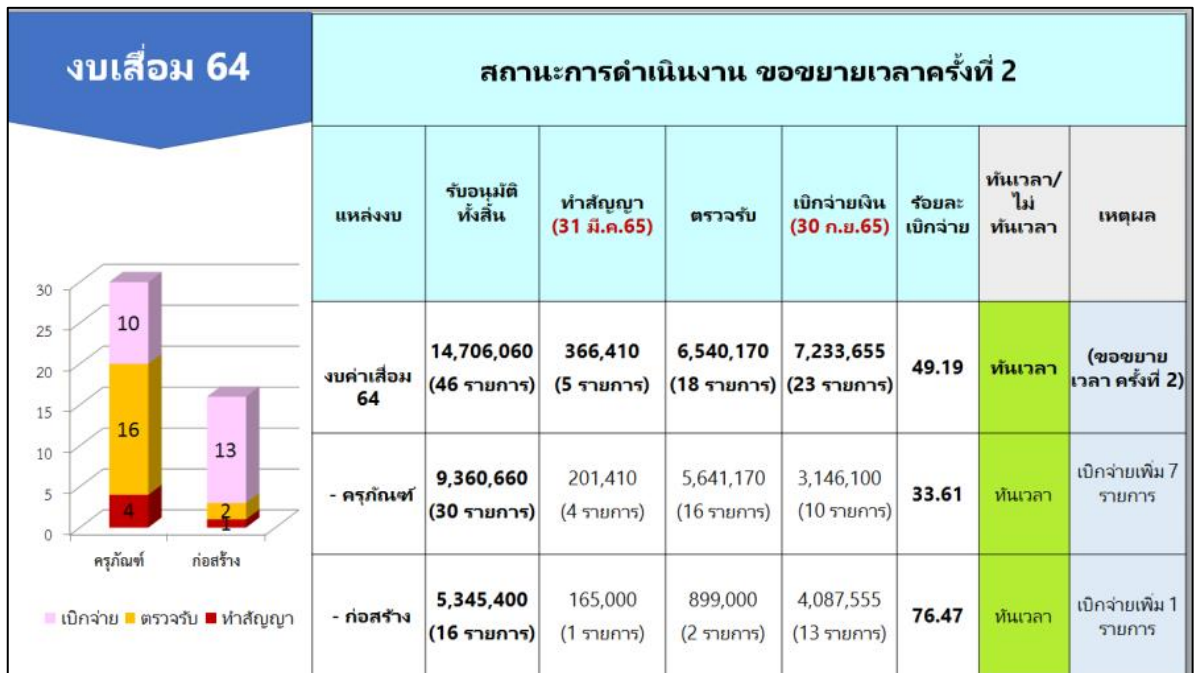 งบเสื่อม 64
สถานะการดำเนินงาน ขอขยายเวลาครั้งที่ 2
แหล่งงบ
รับอนุมัติ
ทั้งสิ้น
ทำสัญญา
(31 มี.ค.65)
ตรวจรับ
เบิกจ่ายเงิน
(30 ก.ย.65)
ร้อยละ
เบิกจ่าย
ทันเวลา/
ไม่
ทันเวลา
เหตุผล
งบค่าเสื่อม
64
14,706,060
(46 รายการ)
366,410
(5 รายการ)
6,540,170
(18 รายการ)
7,233,655
(23 รายการ)
49.19
ทันเวลา
(ขอขยาย
เวลา ครั้งที่ 2)
- ครุภัณฑ์
9,360,660
(30 รายการ)
201,410
(4 รายการ)
5,641,170
(16 รายการ)
3,146,100
(10 รายการ)
33.61
ทันเวลา
เบิกจ่ายเพิ่ม 7
รายการ
- ก่อสร้าง
5,345,400
(16 รายการ)
165,000
(1 รายการ)
899,000
(2 รายการ)
4,087,555
(13 รายการ)
76.47
ทันเวลา
เบิกจ่ายเพิ่ม 1
รายการ
30
25
20
15
10
5
0
10
16
4
13
2
1
ครุภัณฑ์
ก่อสร้าง
เบิกจ่าย ตรวจรับ ทำสัญญา